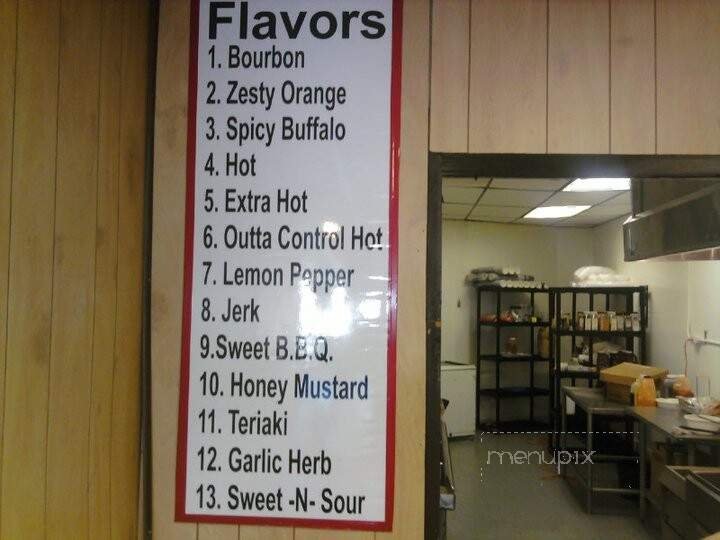 Flavors
1. Bourbon
2. Zesty Orange
3. Spicy Buffalo
4. Hot
5. Extra Hot
6. Outta Control Hot
7. Lemon Pepper
8. Jerk
9.Sweet B.B.Q.
10. Honey Mustard
11. Teriaki
12. Garlic Herb
13. Sweet -N- Sour
menupix